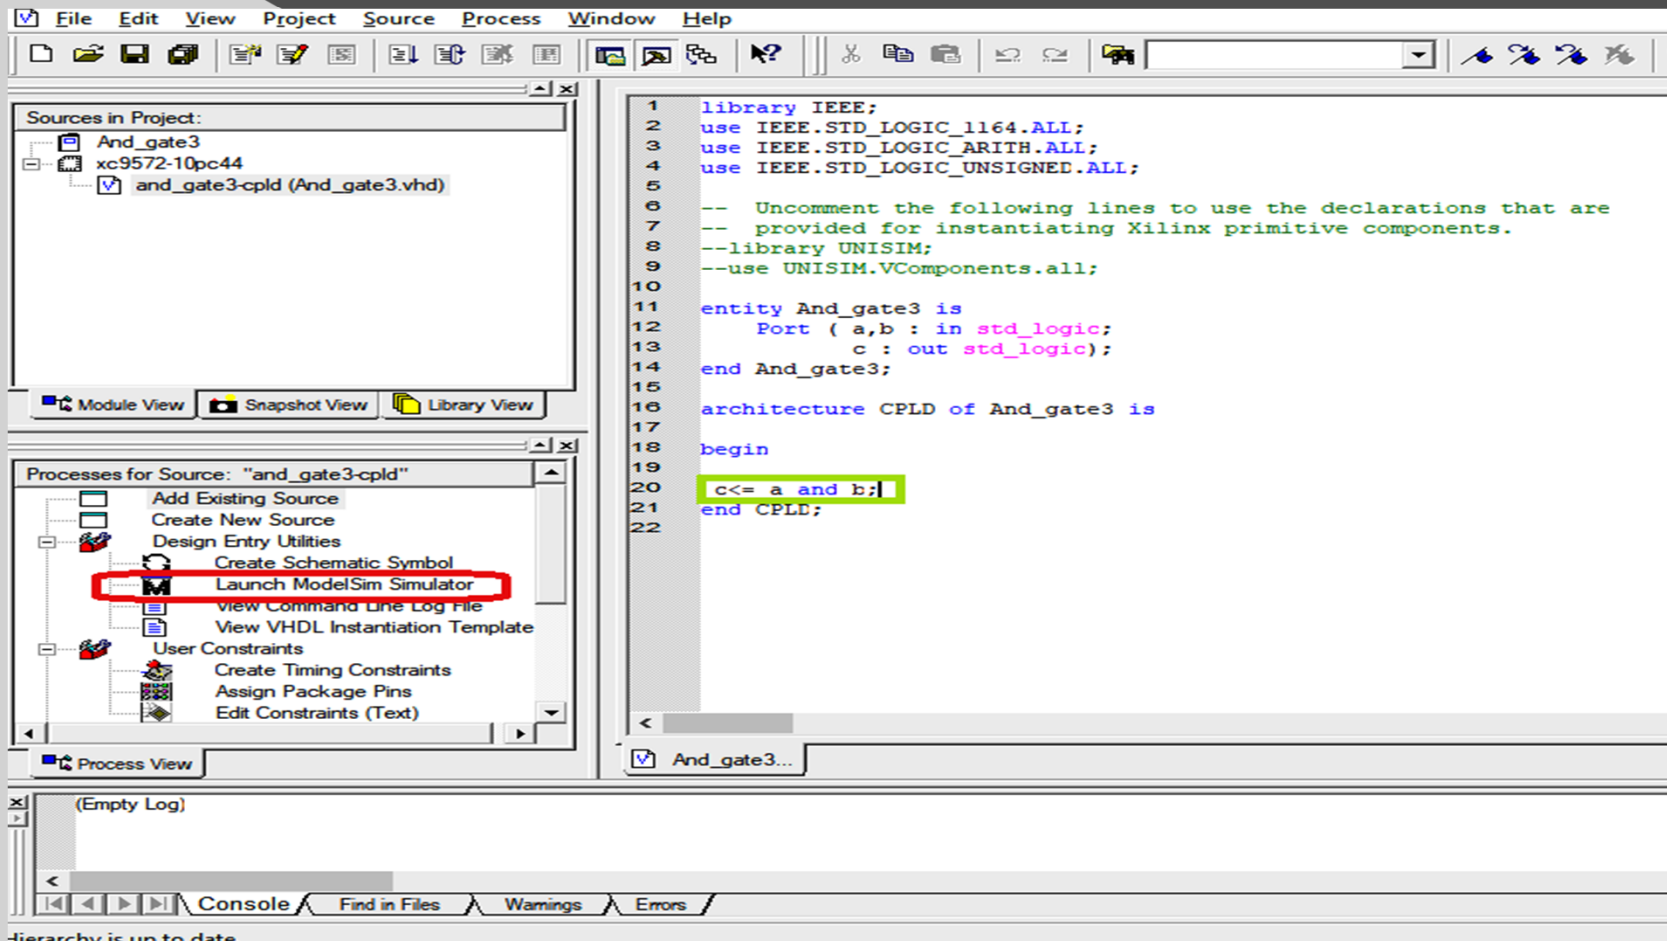 File Edit View Project Source Process Window Help
Sources in Project:
And_gate3
xc9572-10pc44
and_gate3-cpld (And_gate3.vhd)
Module View Snapshot View Library View
Processes for Source: "and_gate3-cpld"
Add Existing Source
Create New Source
Design Entry Utilities
Create Schematic Symbol
Launch ModelSim Simulator
View Command Line Log File
View VHDL Instantiation Template
User Constraints
Create Timing Constraints
Assign Package Pins
Edit Constraints (Text)
Process View
1 library IEEE;
2 use IEEE.STD_LOGIC_1164.ALL;
3 use IEEE.STD_LOGIC_ARITH.ALL;
4 use IEEE.STD_LOGIC_UNSIGNED.ALL;
5
6 -- Uncomment the following lines to use the declarations that are
7 -- provided for instantiating Xilinx primitive components.
8 --library UNISIM;
9 --use UNISIM.VComponents.all;
10
11 entity And_gate3 is
12 Port ( a,b : in std_logic;
13 c : out std_logic);
14 end And_gate3;
15
16 architecture CPLD of And_gate3 is
17
18 begin
19
20 c<= a and b;
21 end CPLD;
22
And_gate3...
(Empty Log)
Console Find in Files Warnings Errors
Hierarchy is up to date